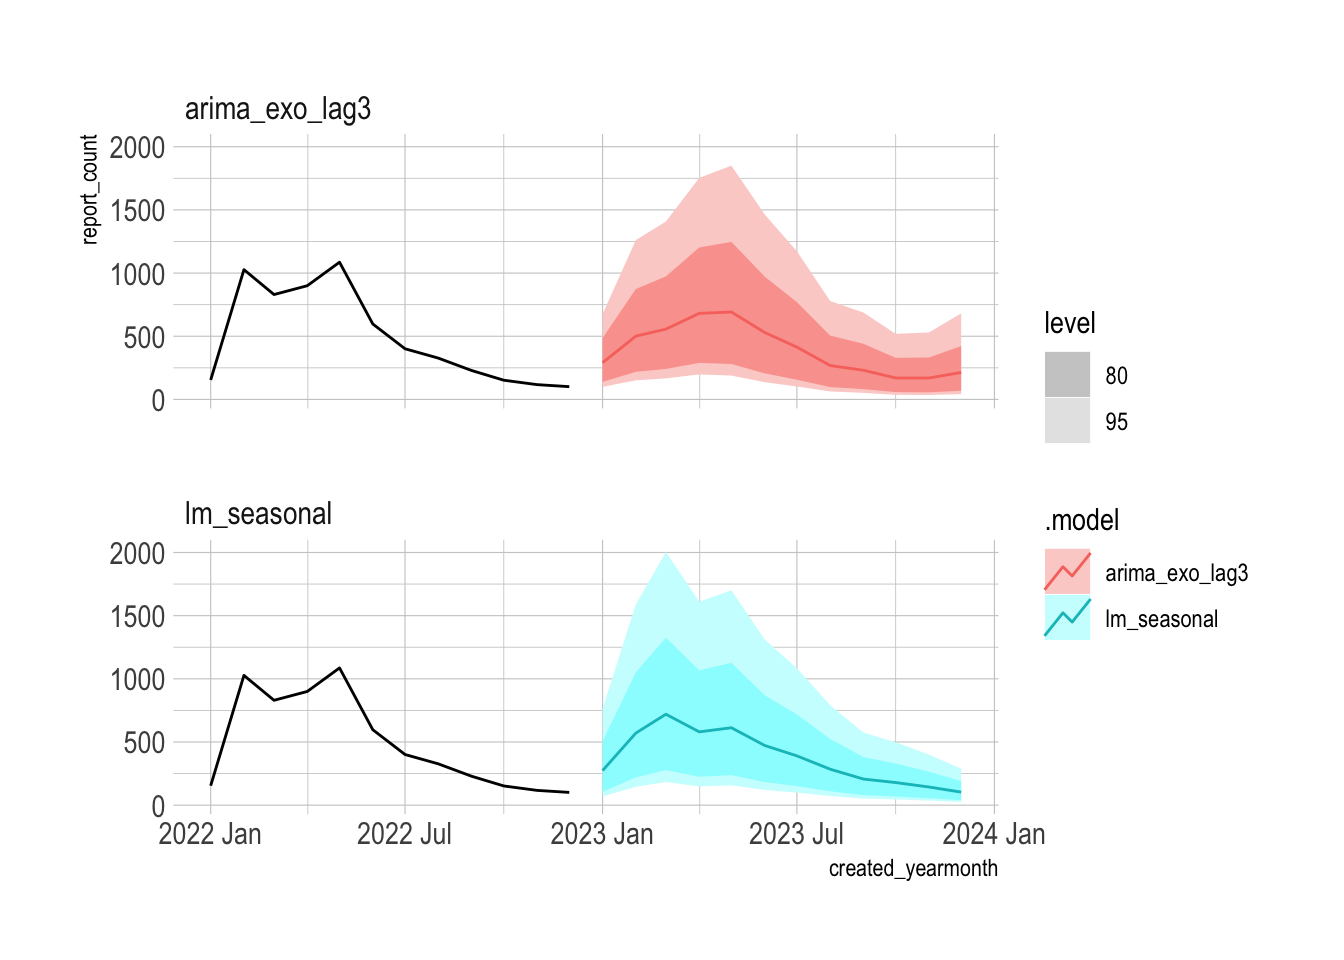 arima_exo_lag3
report_count
2000
1500
1000
500
0
level
80
95
lm_seasonal
2000
1500
1000
500
0
2022 Jan 2022 Jul 2023 Jan 2023 Jul 2024 Jan
created_yearmonth
.model
arima_exo_lag3
lm_seasonal